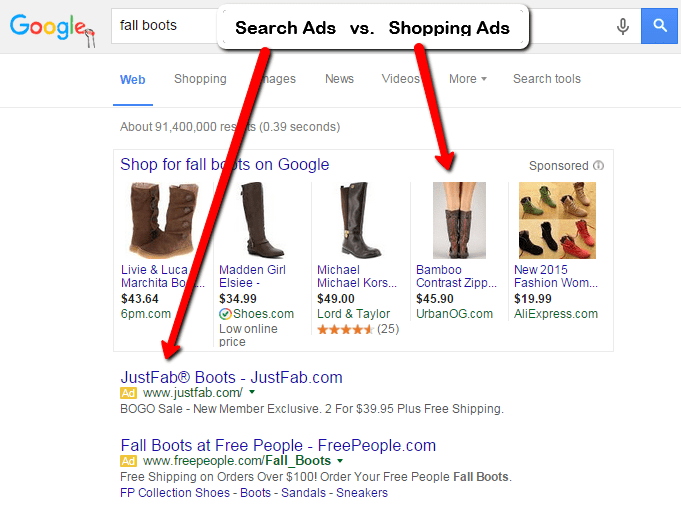 Google
fall boots
Search Ads vs. Shopping Ads
Web Shopping Images News Videos More Search tools
About 91,400,000 results (0.39 seconds)
Shop for fall boots on Google
Sponsored
Livie & Luca
Marchita Bo...
$43.64
6pm.com
Madden Girl
Elsiee -
$34.99
Shoes.com
Low online
price
Michael
Michael Kors...
$49.00
Lord & Taylor
(25)
Bamboo
Contrast Zipp...
$45.90
UrbanOG.com
New 2015
Fashion Wom...
$19.99
AliExpress.com
JustFab® Boots - JustFab.com
Ad www.justfab.com/
BOGO Sale - New Member Exclusive. 2 For $39.95 Plus Free Shipping.
Fall Boots at Free People - FreePeople.com
Ad www.freepeople.com/Fall_Boots
Free Shipping on Orders Over $100! Order Your Free People Fall Boots.
FP Collection Shoes - Boots - Sandals - Sneakers